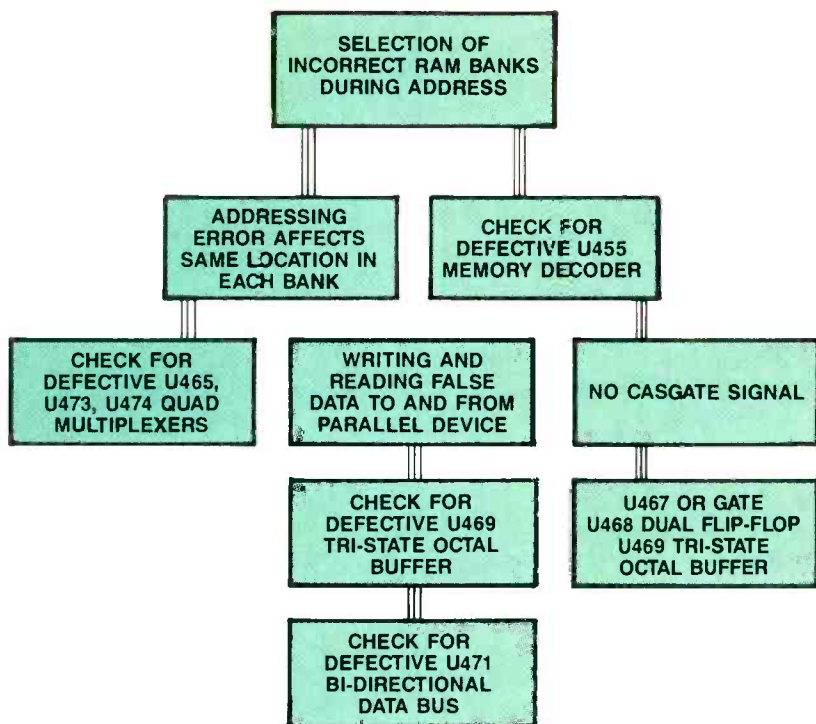 SELECTION OF
INCORRECT RAM BANKS
DURING ADDRESS
ADDRESSING
ERROR AFFECTS
SAME LOCATION IN
EACH BANK
CHECK FOR
DEFECTIVE U455
MEMORY DECODER
CHECK FOR
DEFECTIVE U465,
U473, U474 QUAD
MULTIPLEXERS
WRITING AND
READING FALSE
DATA TO AND FROM
PARALLEL DEVICE
NO CASGATE SIGNAL
CHECK FOR
DEFECTIVE U469
TRI-STATE OCTAL
BUFFER
U467 OR GATE
U468 DUAL FLIP-FLOP
U469 TRI-STATE
OCTAL BUFFER
CHECK FOR
DEFECTIVE U471
BI-DIRECTIONAL
DATA BUS